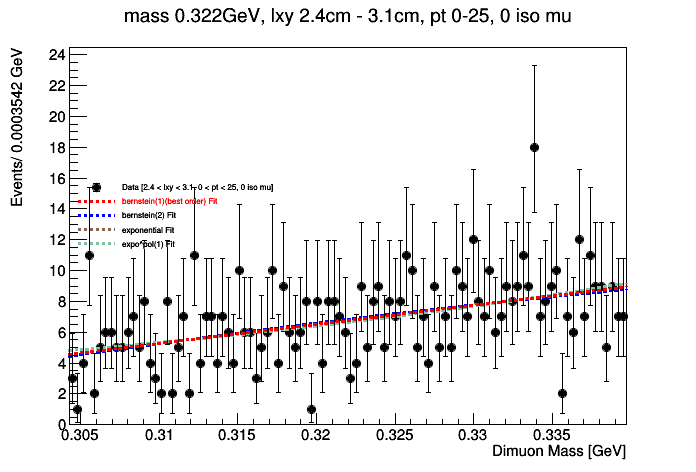 mass 0.322GeV, lxy 2.4cm - 3.1cm, pt 0-25, 0 iso mu
Events/ 0.0003542 GeV
24
22
20
18
16
14
12
10
8
6
4
2
0
Data [2.4 < lxy < 3.1, 0 < pt < 25, 0 iso mu]
bernstein(1)(best order) Fit
bernstein(2) Fit
exponential Fit
expo*pol(1) Fit
0.305 0.31 0.315 0.32 0.325 0.33 0.335
Dimuon Mass [GeV]